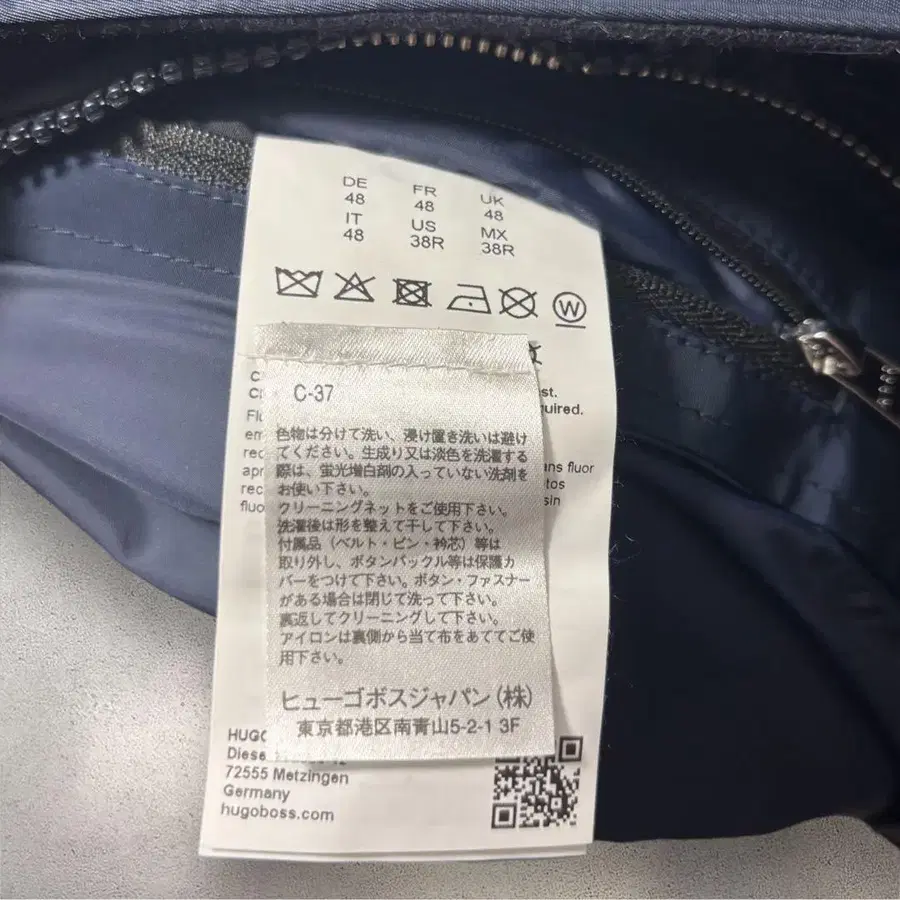 DE FR UK
48 48 48
IT US MX
48 38R 38R
W
C-37
st.
quired.
色物は分けて洗い、浸け置き洗いは避け
てください。生成り又は淡色を洗濯する
際は、蛍光増白剤の入っていない洗剤を
お使い下さい。
クリーニングネットをご使用下さい。
洗濯後は形を整えて干して下さい。
付属品（ベルト・ピン・衿芯）等は
取り外し、ボタンバックル等は保護カ
バーをつけて下さい。ボタン・ファスナー
がある場合は閉じて洗って下さい。
裏返してクリーニングして下さい。
アイロンは裏側から当て布をあててご使
用下さい。
ヒューゴボスジャパン(株)
東京都港区南青山5-2-1 3F
fluor
72555 Metzingen
Germany
hugoboss.com